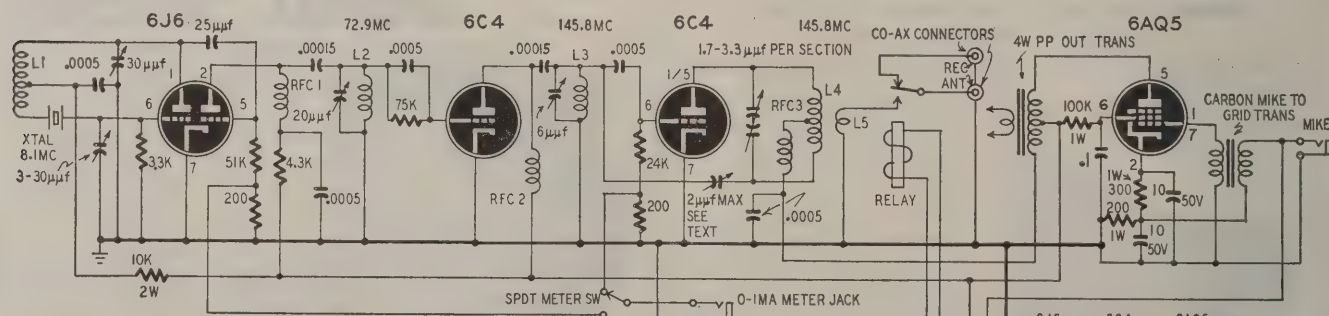 6J6
25μμf
72.9MC
6C4
145.8MC
6C4
145.8MC
CO-AX CONNECTORS
4W PP OUT TRANS
6AQ5
L1
.0005
30μμf
1
2
6
5
7
XTAL
8.1MC
3-30μμf
3.3K
51K
200
.00015
RFC 1
20μμf
L2
.0005
75K
4.3K
.0005
.00015
L3
6μμf
RFC 2
.0005
1.7-3.3μμf PER SECTION
1/5
6
7
24K
200
2μμf MAX
SEE
TEXT
RFC3
L4
.0005
L5
REC
ANT
RELAY
100K
1W
.1
5
6
1
7
2
1W
300
200
1W
10
50V
10
50V
CARBON MIKE TO
GRID TRANS
MIKE
10K
2W
SPDT METER SW
0-1MA METER JACK